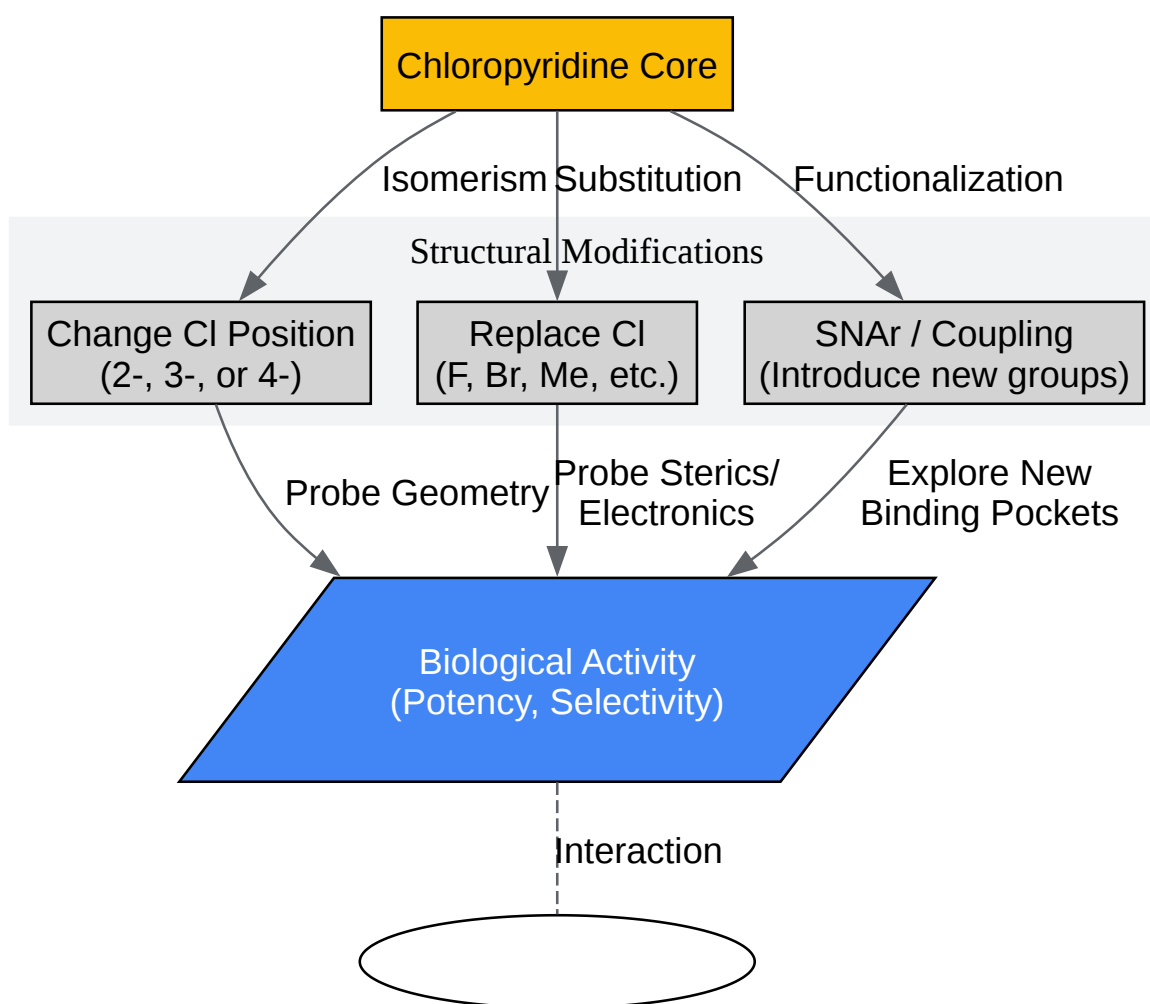 Chloropyridine Core
Isomerism
Substitution
Functionalization
Structural Modifications
Change Cl Position
(2-, 3-, or 4-)
Replace Cl
(F, Br, Me, etc.)
SNAr / Coupling
(Introduce new groups)
Probe Geometry
Probe Sterics/
Electronics
Explore New
Binding Pockets
Biological Activity
(Potency, Selectivity)
Interaction